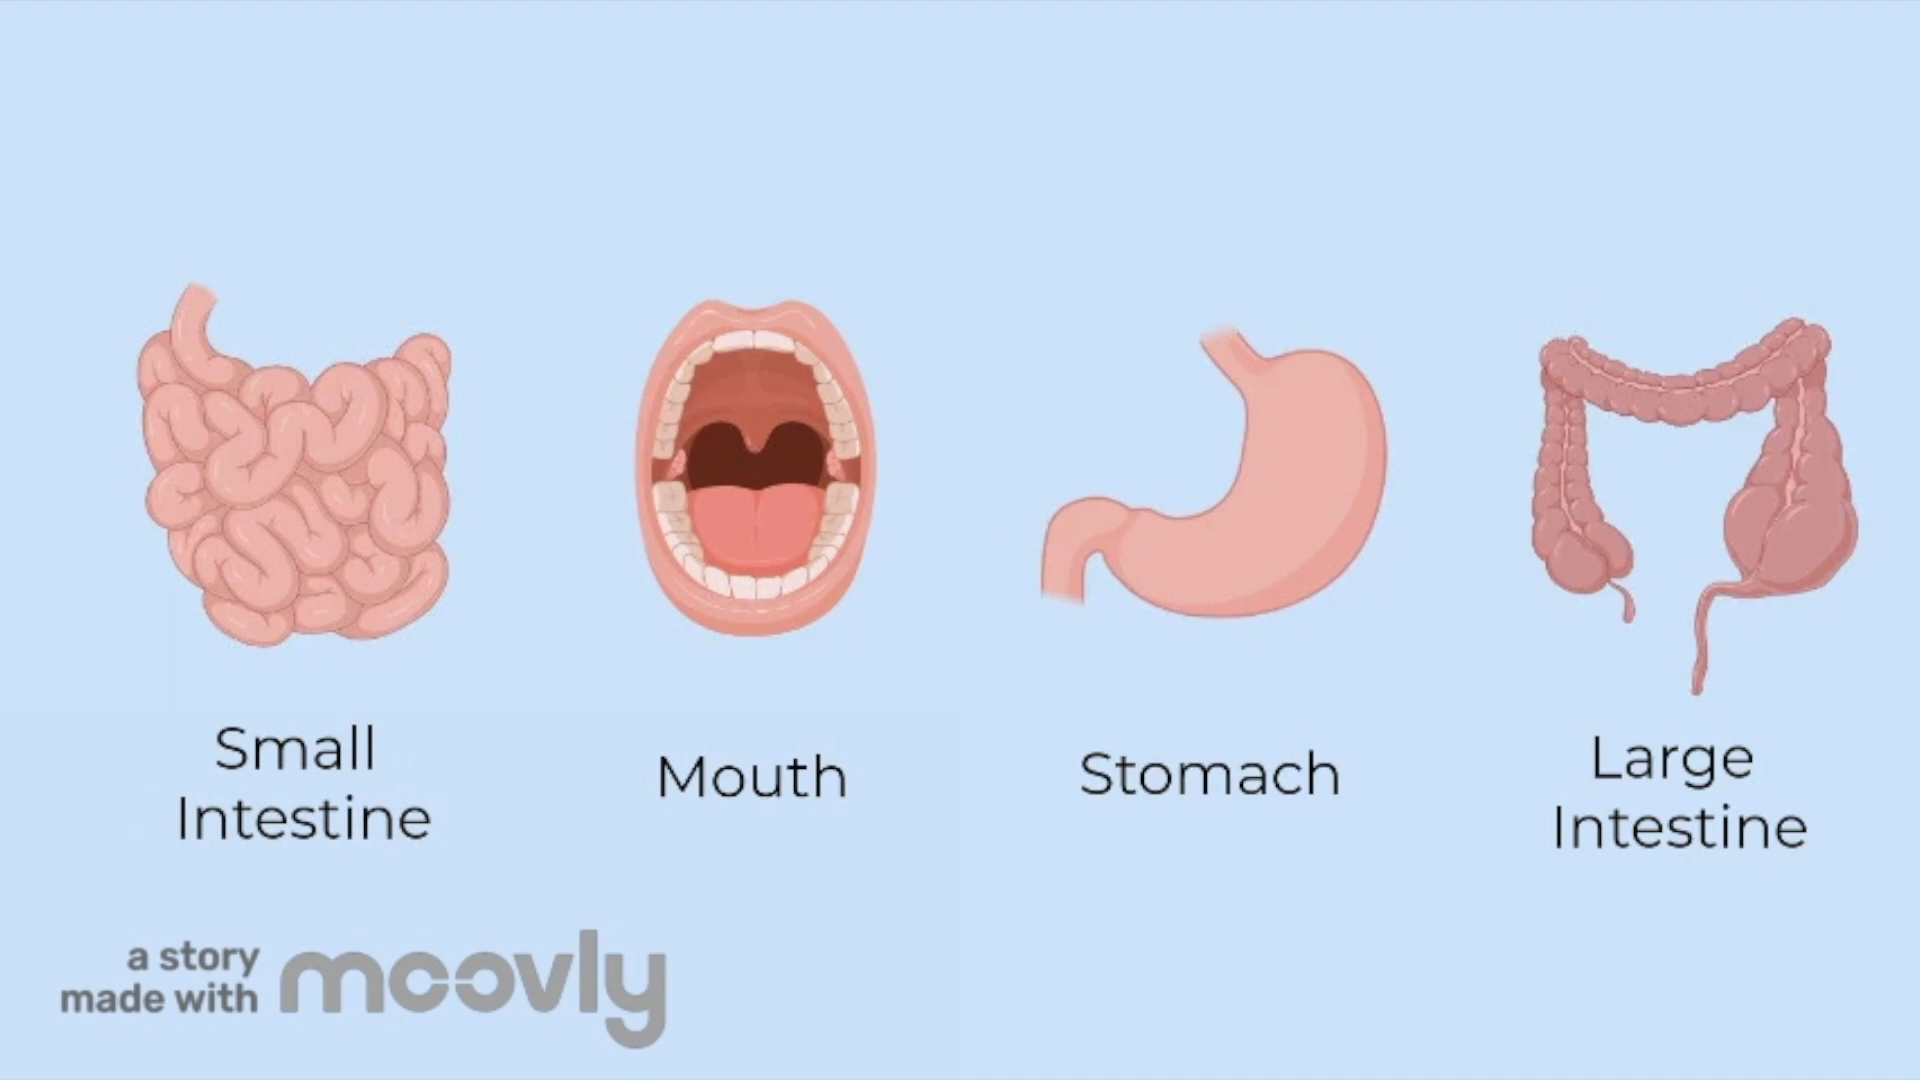 Small
Intestine
Mouth
Stomach
Large
Intestine
a story
made with
moovly